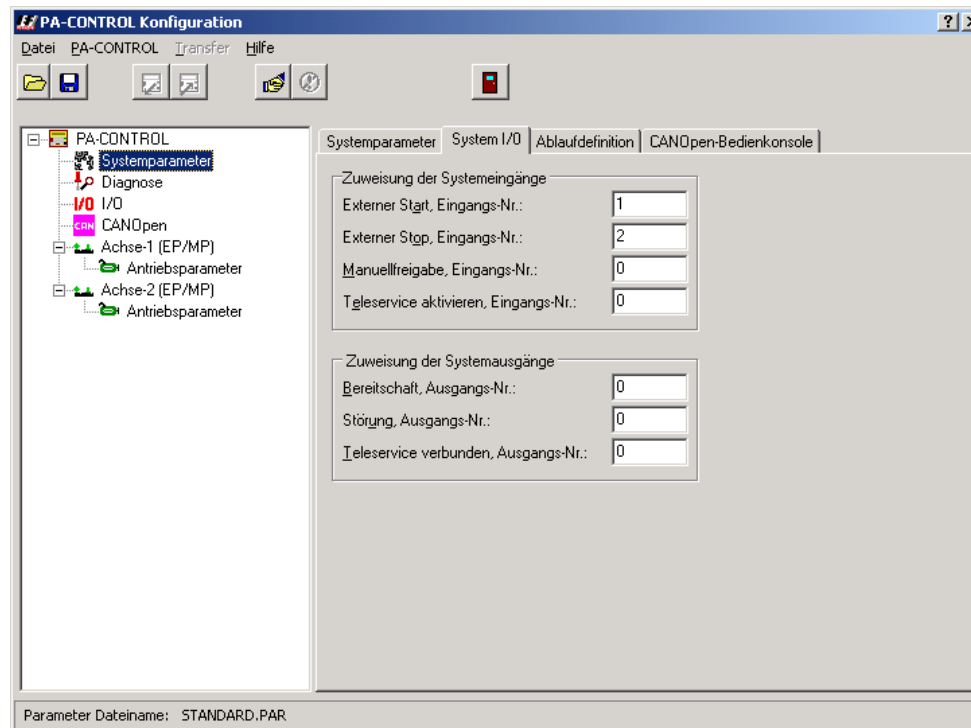 PA-CONTROL Konfiguration
Datei PA-CONTROL Transfer Hilfe
PA-CONTROL
Systemparameter
Diagnose
I/O I/O
CAN CANOpen
Achse-1 (EP/MP)
Antriebsparameter
Achse-2 (EP/MP)
Antriebsparameter
Systemparameter System I/O Ablaufdefinition CANOpen-Bedienkonsole
Zuweisung der Systemeingänge
Externer Start, Eingangs-Nr.: 1
Externer Stop, Eingangs-Nr.: 2
Manuellfreigabe, Eingangs-Nr.: 0
Teleservice aktivieren, Eingangs-Nr.: 0
Zuweisung der Systemausgänge
Bereitschaft, Ausgangs-Nr.: 0
Störung, Ausgangs-Nr.: 0
Teleservice verbunden, Ausgangs-Nr.: 0
Parameter Dateiname: STANDARD.PAR